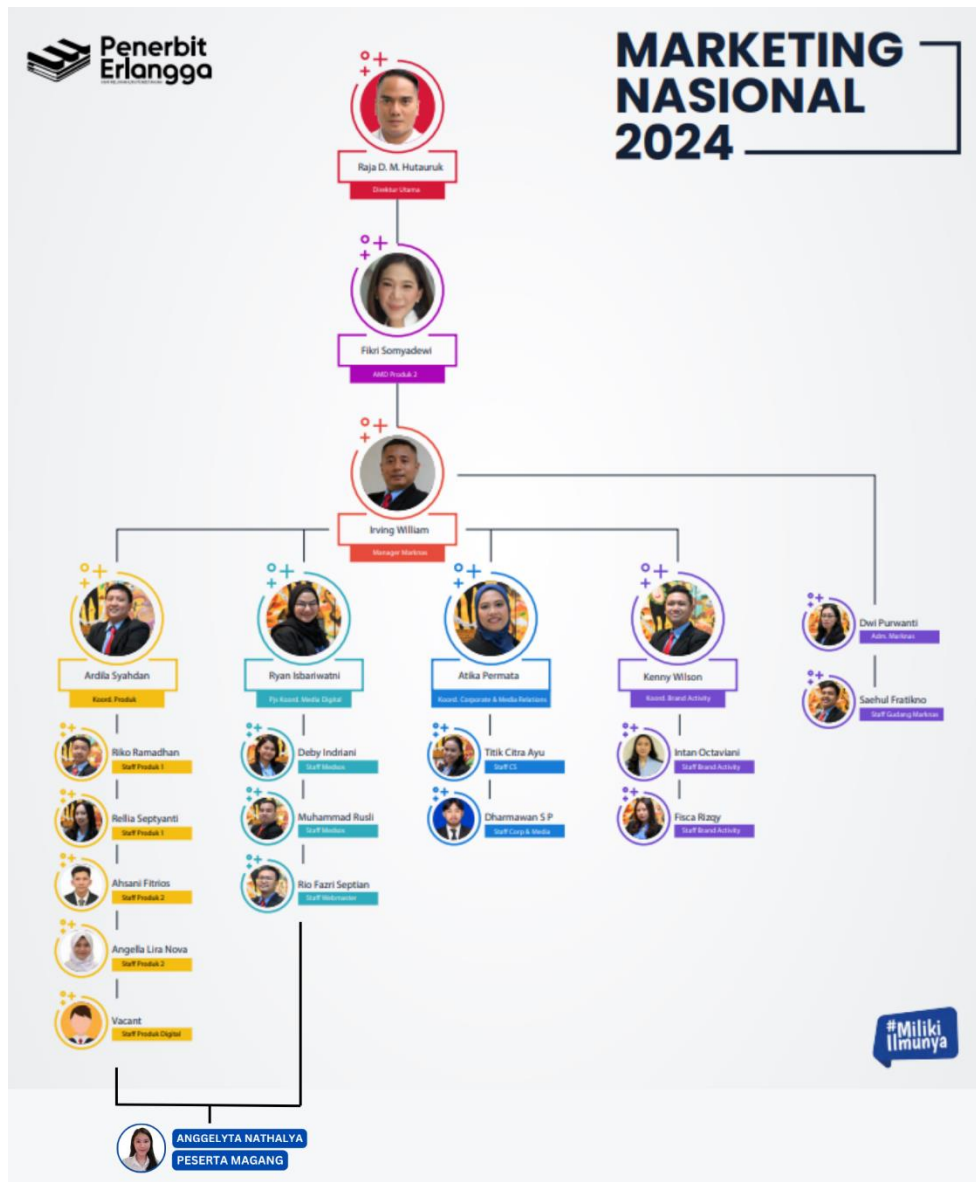 Penerbit
Erlangga
MARKETING
NASIONAL
2024
Raja D. M. Hutauruk
Direktur Utama
Fikri Somyadewi
AMD Produk 2
Irving William
Manager Marknas
Ardila Syahdan
Koord. Produk
Riko Ramadhan
Staff Produk 1
Rellia Septyanti
Staff Produk 1
Ahsani Fitrios
Staff Produk 2
Angella Lira Nova
Staff Produk 2
Vacant
Staff Produk Digital
Ryan Isbariwatni
Pjs Koord. Media Digital
Deby Indriani
Staff Medsos
Muhammad Rusli
Staff Medsos
Rio Fazri Septian
Staff Webmaster
Atika Permata
Koord. Corporate & Media Relations
Titik Citra Ayu
Staff CS
Dharmawan S P
Staff Corp & Media
Kenny Wilson
Koord. Brand Activity
Intan Octaviani
Staff Brand Activity
Fisca Rizqy
Staff Brand Activity
Dwi Purwanti
Adm. Marknas
Saehul Fratikno
Staff Gudang Marknas
#Miliki
Ilmunya
ANGGELYTA NATHALYA
PESERTA MAGANG